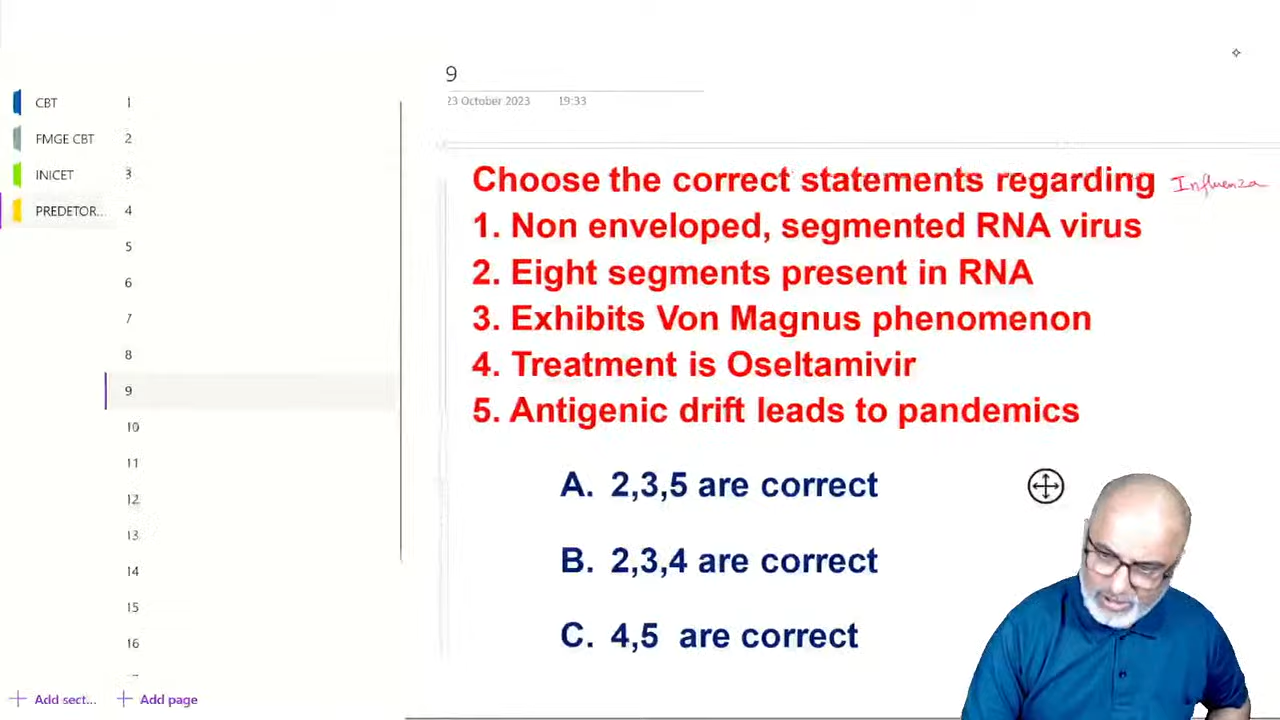 9
23 October 2023 19:33
CBT
FMGE CBT
INICET
PREDETOR...
1
2
3
4
5
6
7
8
9
10
11
12
13
14
15
16
Add sect...
Add page
Choose the correct statements regarding Influenza
1. Non enveloped, segmented RNA virus
2. Eight segments present in RNA
3. Exhibits Von Magnus phenomenon
4. Treatment is Oseltamivir
5. Antigenic drift leads to pandemics
A. 2,3,5 are correct
B. 2,3,4 are correct
C. 4,5 are correct